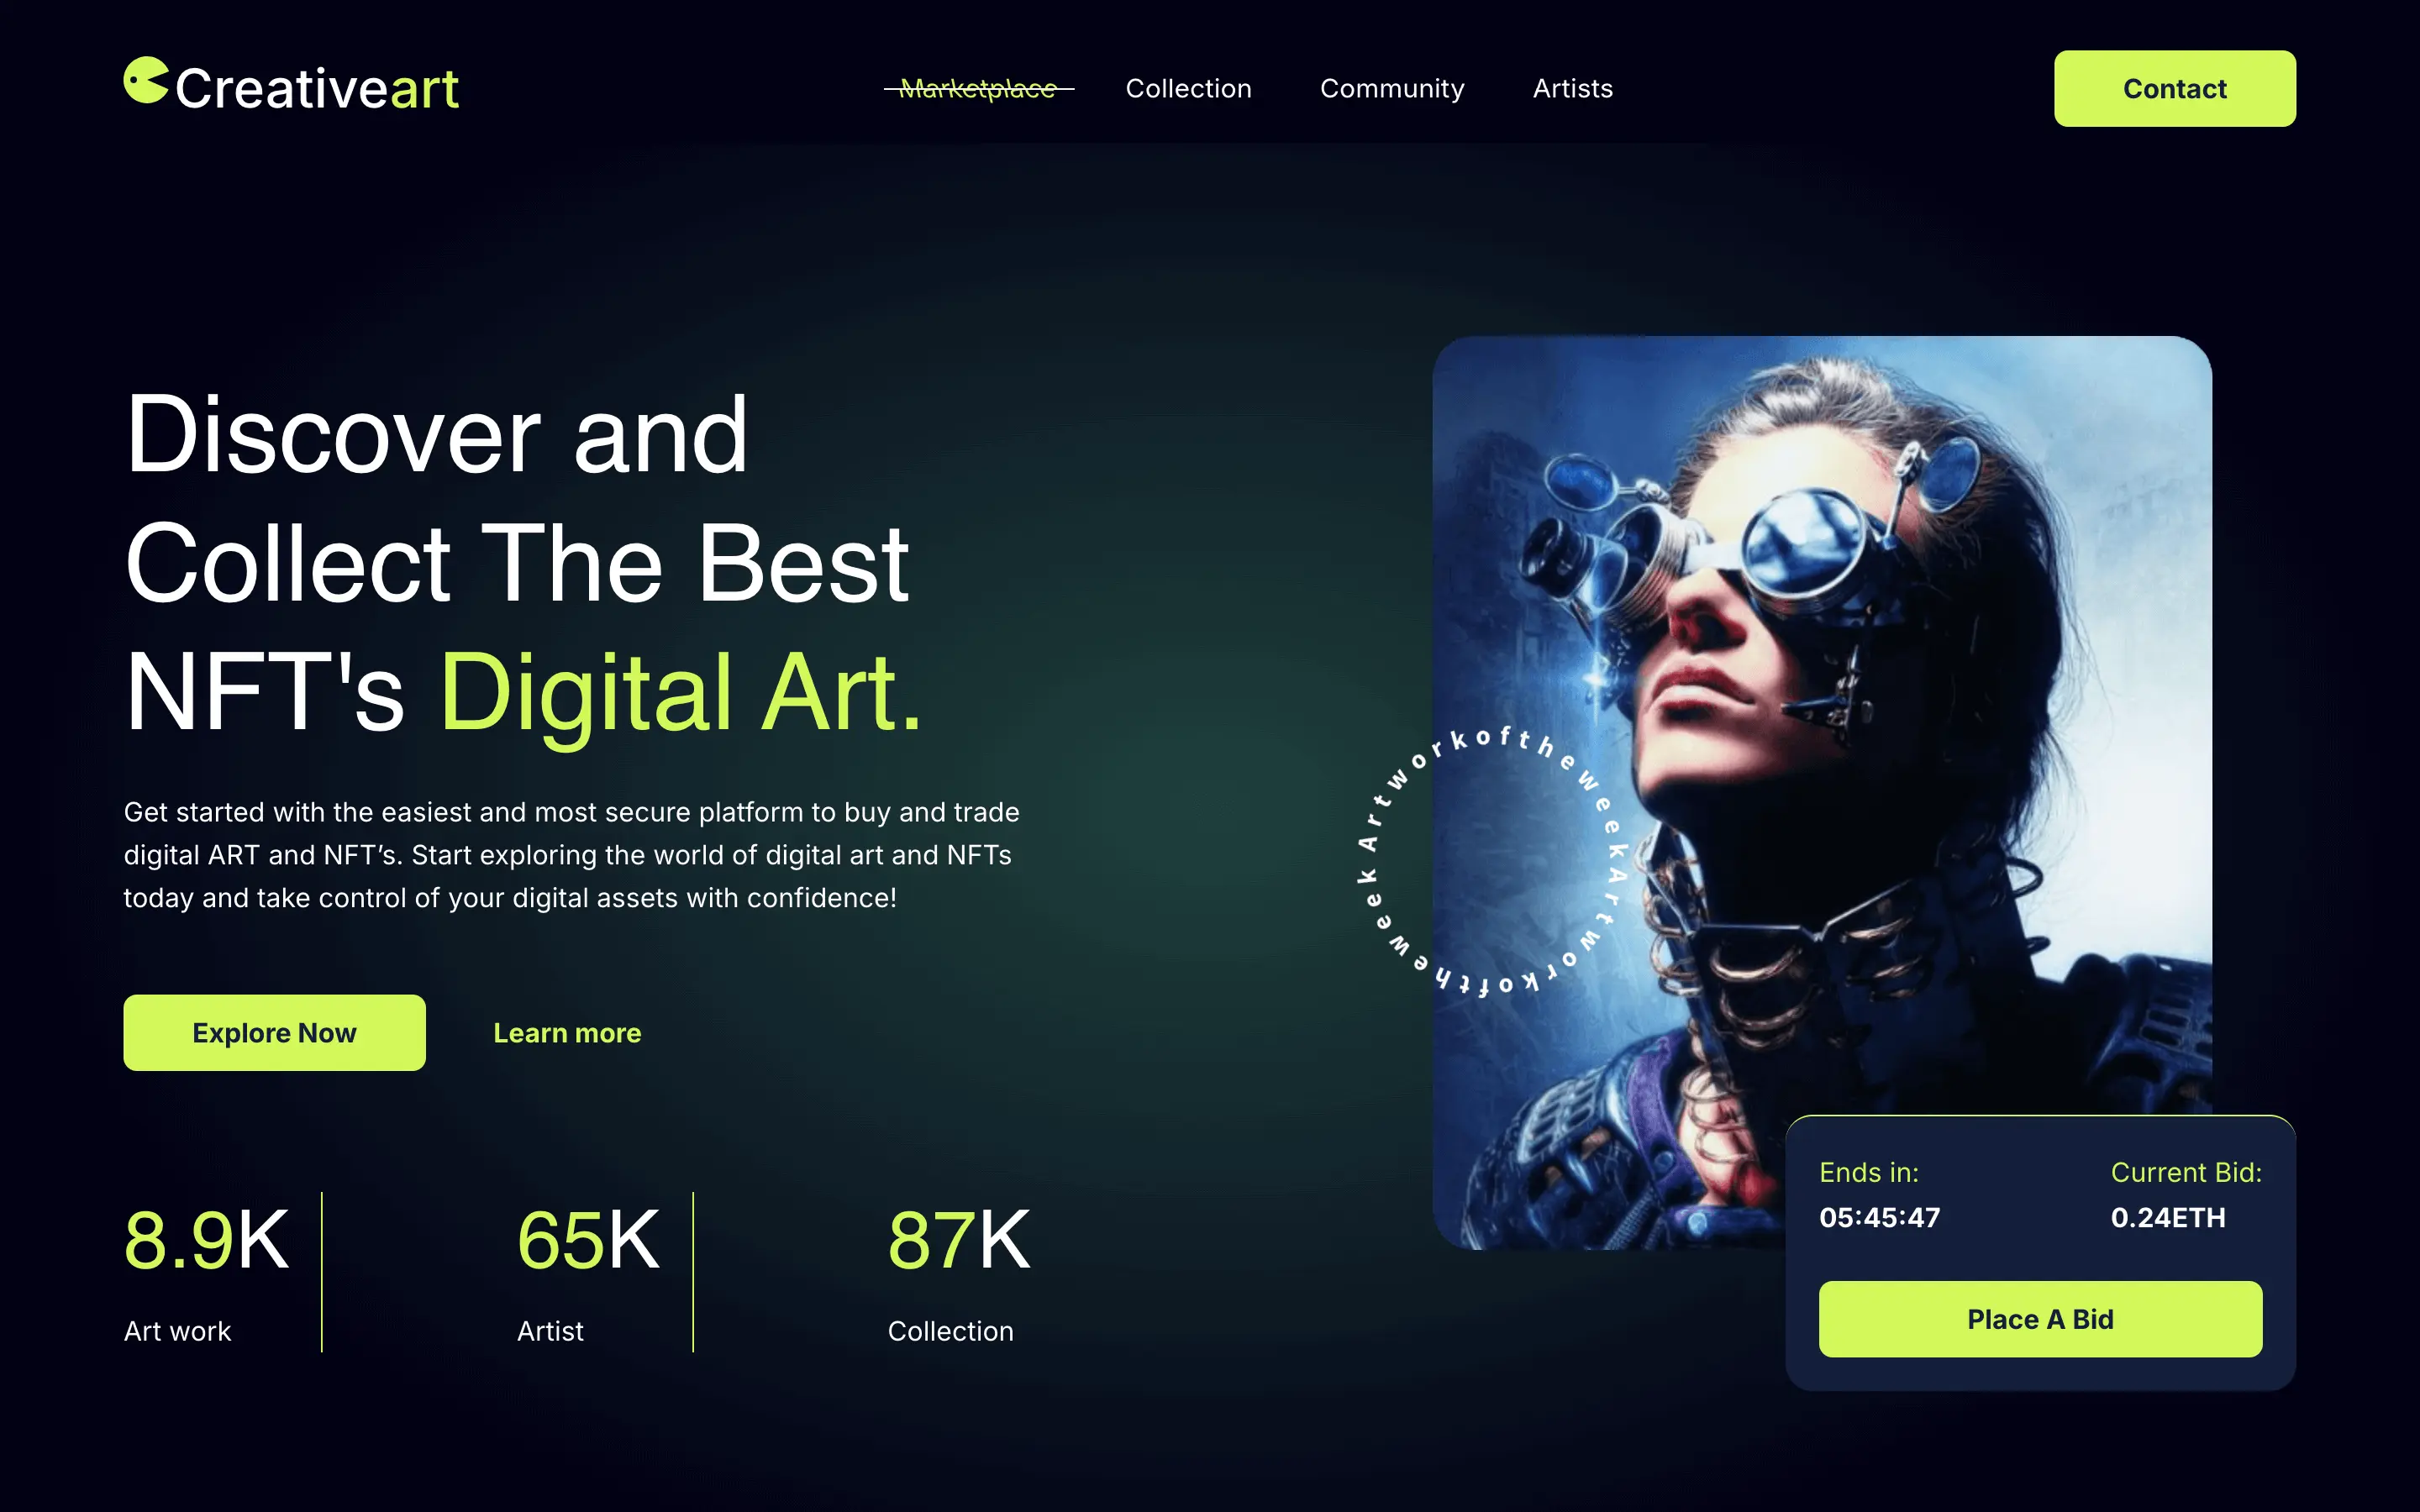 Creativeart
Marketplace
Collection
Community
Artists
Contact
Discover and
Collect The Best
NFT's Digital Art.
Get started with the easiest and most secure platform to buy and trade
digital ART and NFT’s. Start exploring the world of digital art and NFTs
today and take control of your digital assets with confidence!
Explore Now
Learn more
8.9K
Art work
65K
Artist
87K
Collection
ArtworkoftheweekArtworkoftheweek
Ends in:
05:45:47
Current Bid:
0.24ETH
Place A Bid